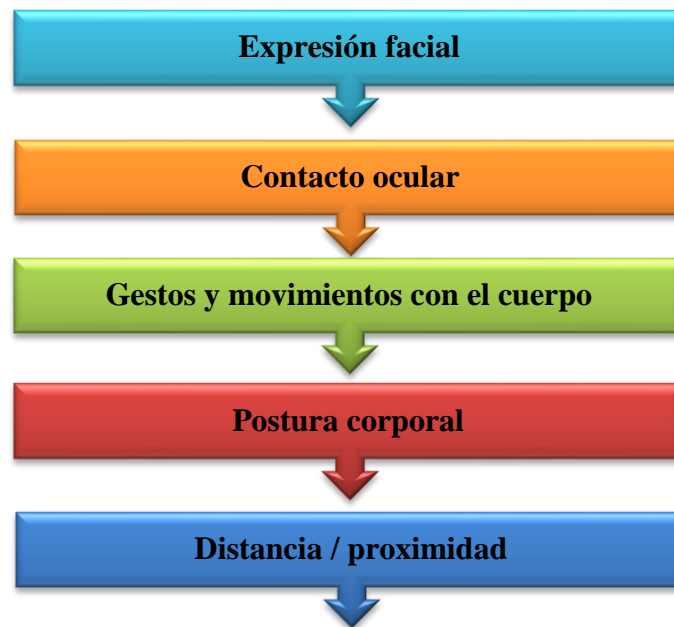 Expresión facial
Contacto ocular
Gestos y movimientos con el cuerpo
Postura corporal
Distancia / proximidad